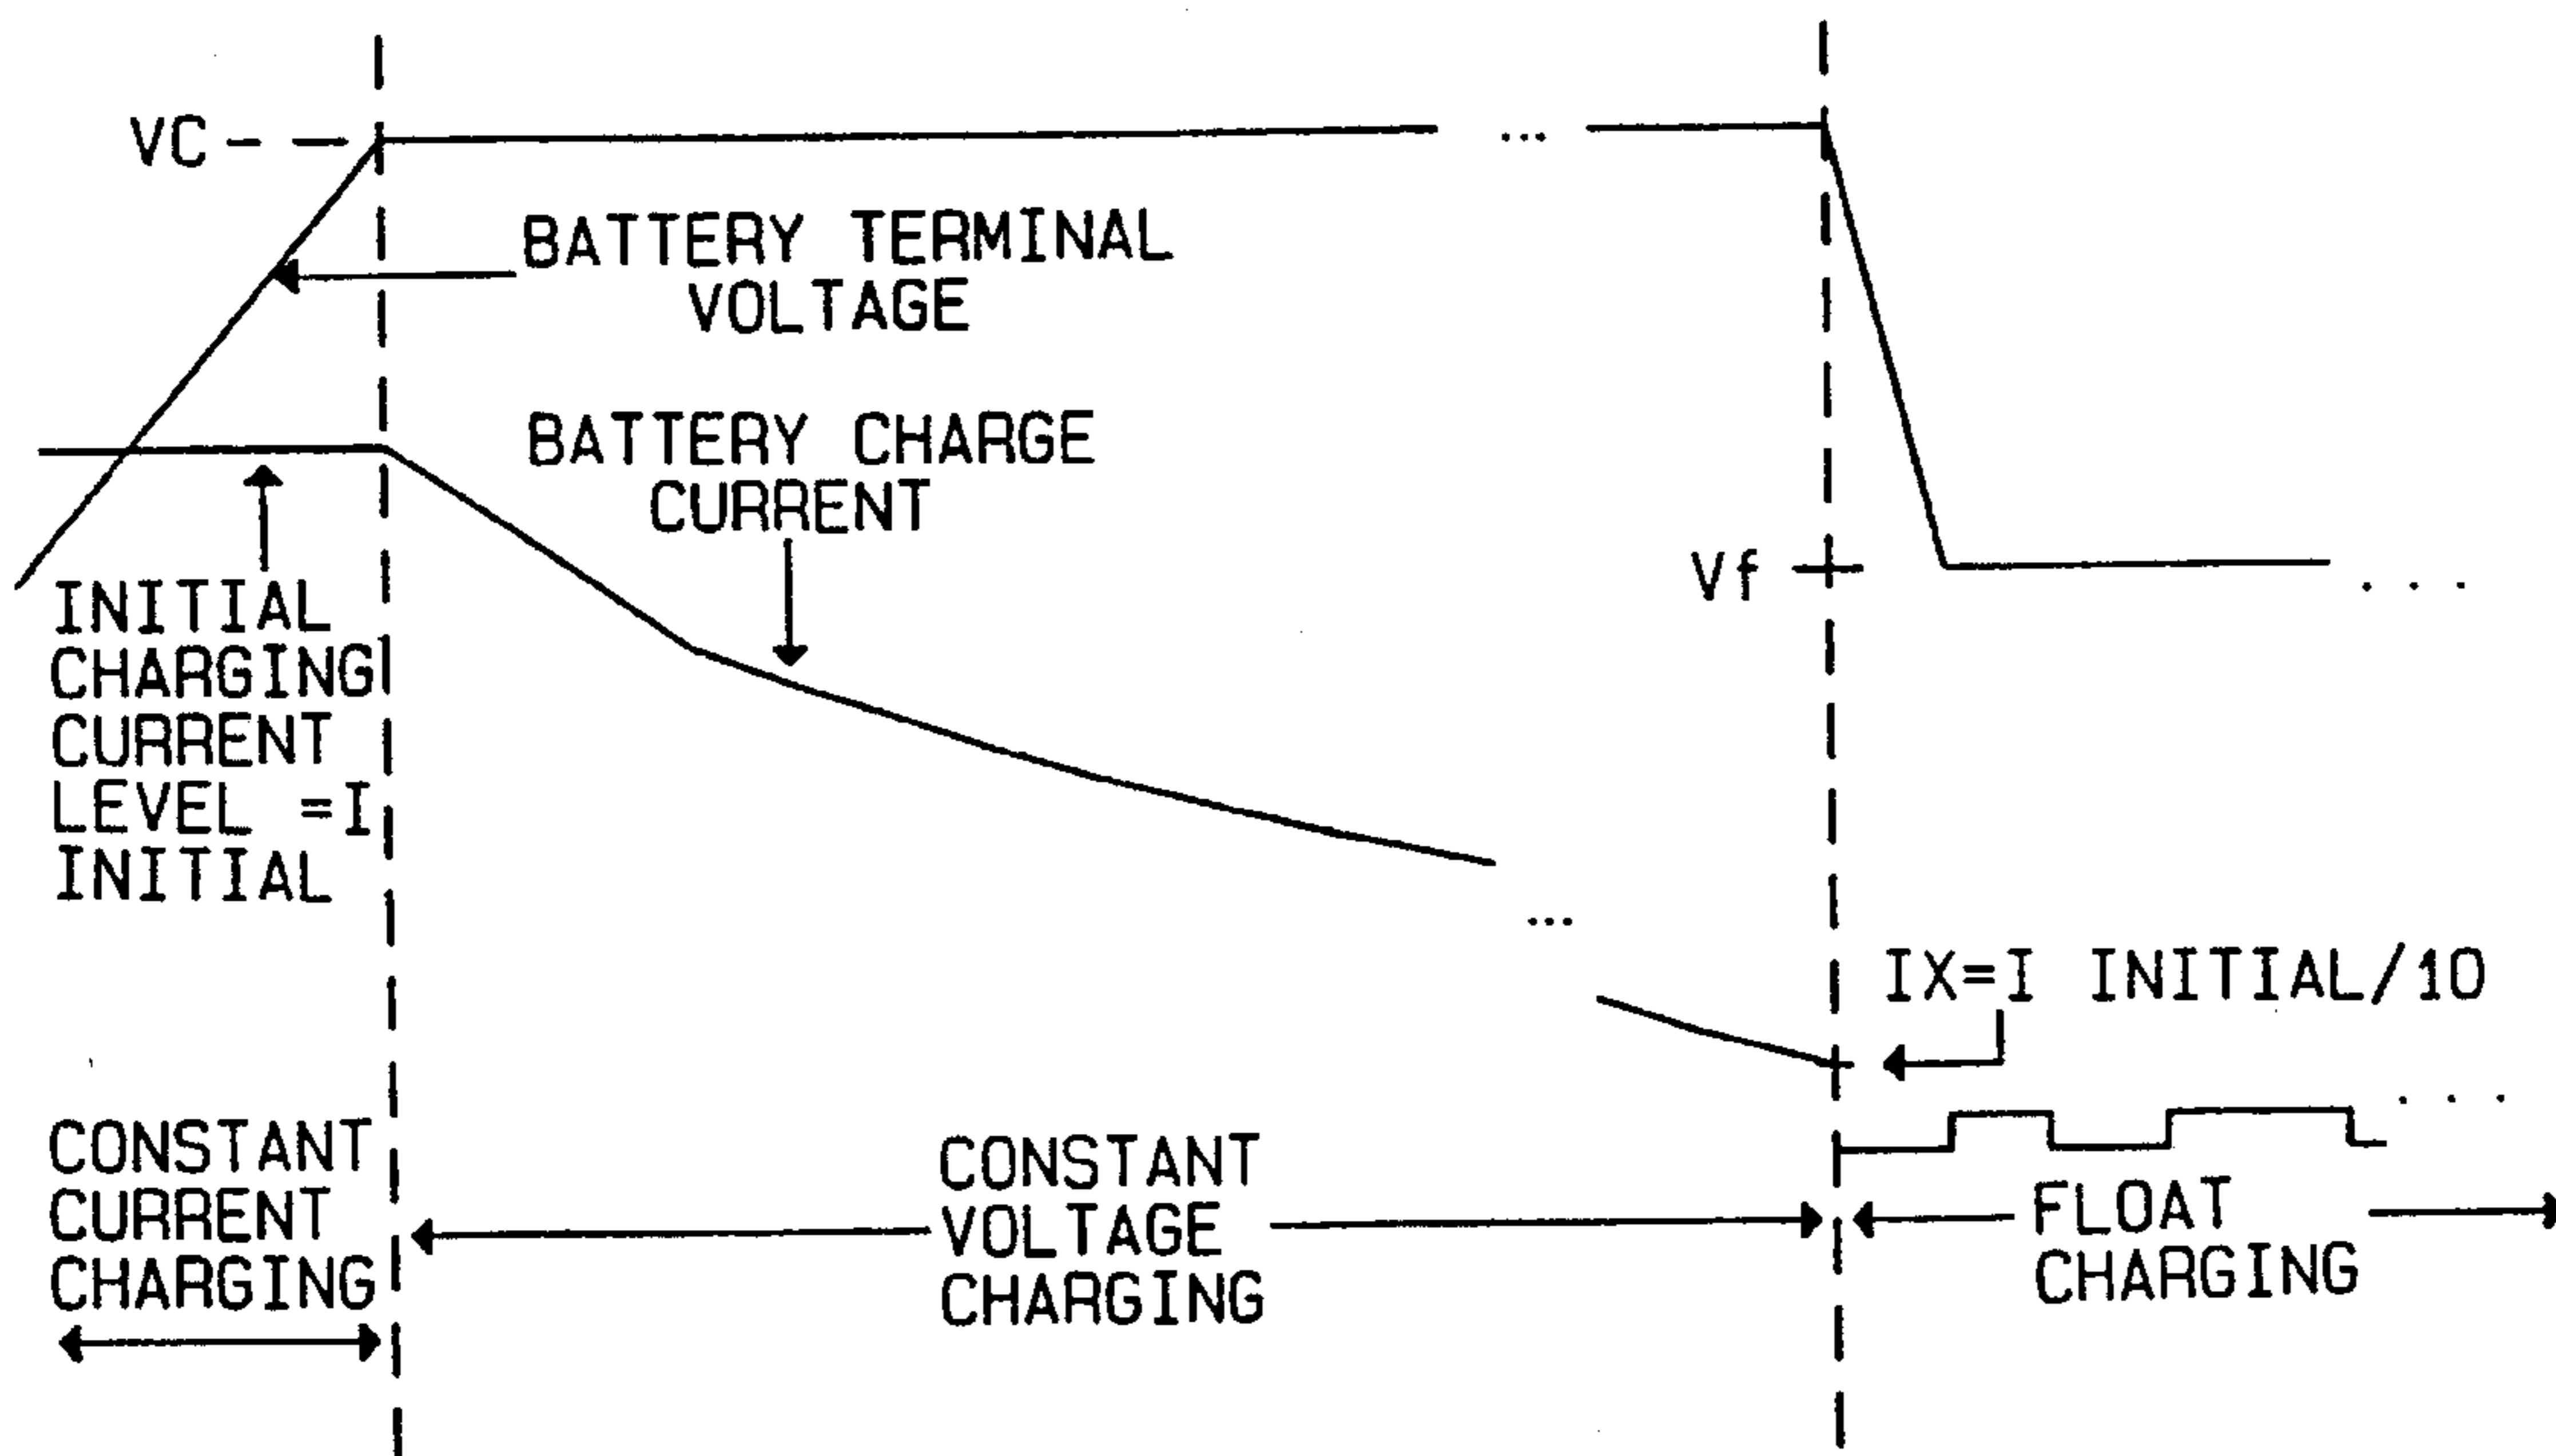 VC
BATTERY TERMINAL
VOLTAGE
BATTERY CHARGE
CURRENT
INITIAL
CHARGING
CURRENT
LEVEL =I
INITIAL
Vf
...
. . .
...
IX=I INITIAL/10
. . .
CONSTANT
CURRENT
CHARGING
CONSTANT
VOLTAGE
CHARGING
FLOAT
CHARGING